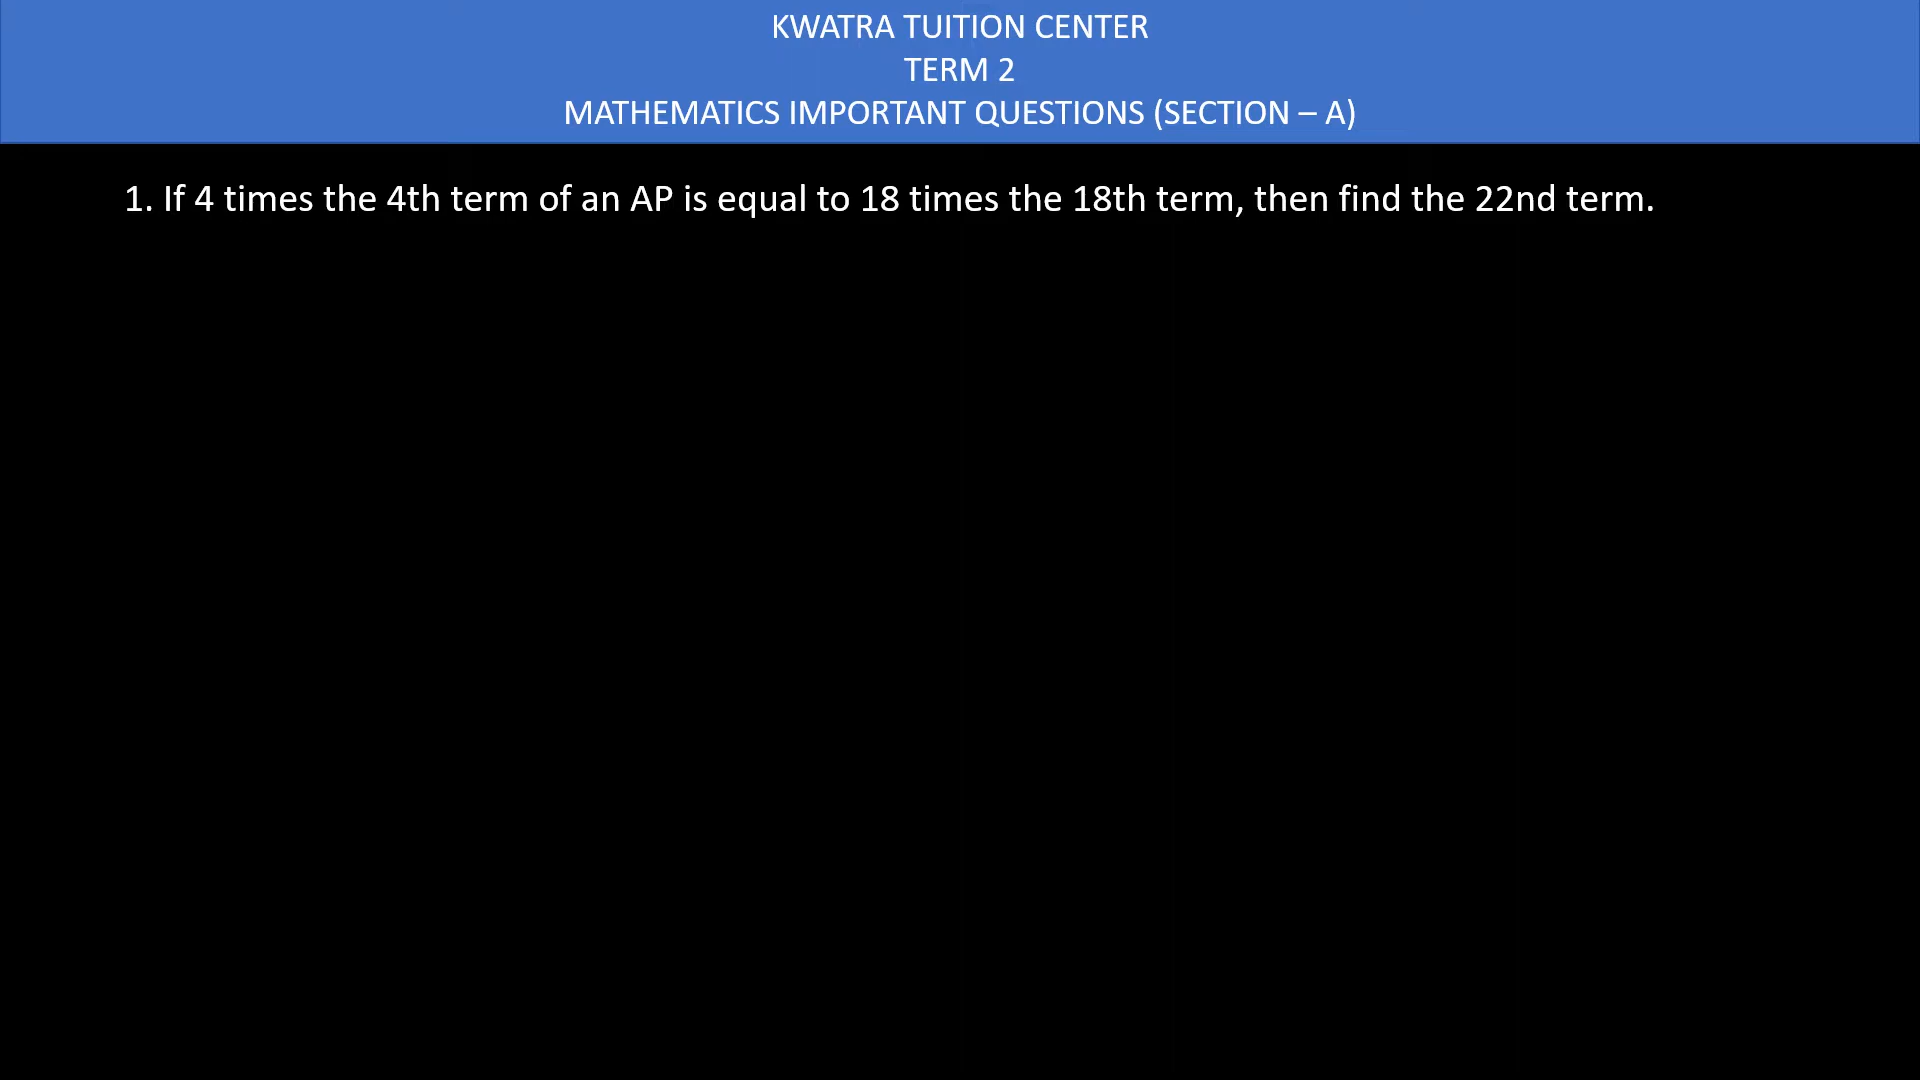 KWATRA TUITION CENTER
TERM 2
MATHEMATICS IMPORTANT QUESTIONS (SECTION – A)
1. If 4 times the 4th term of an AP is equal to 18 times the 18th term, then find the 22nd term.